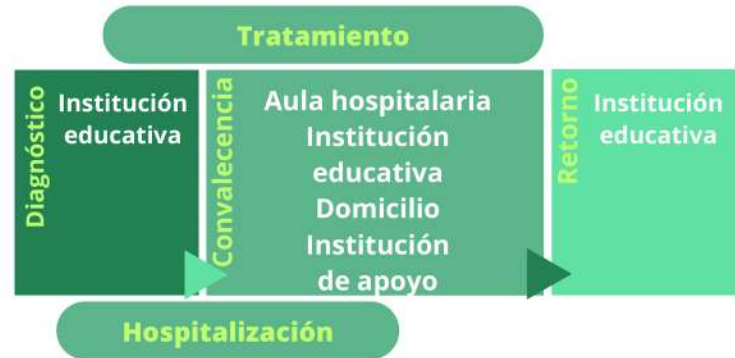 Tratamiento
Diagnóstico
Institución
educativa
Convalecencia
Aula hospitalaria
Institución
educativa
Domicilio
Institución
de apoyo
Retorno
Institución
educativa
Hospitalización